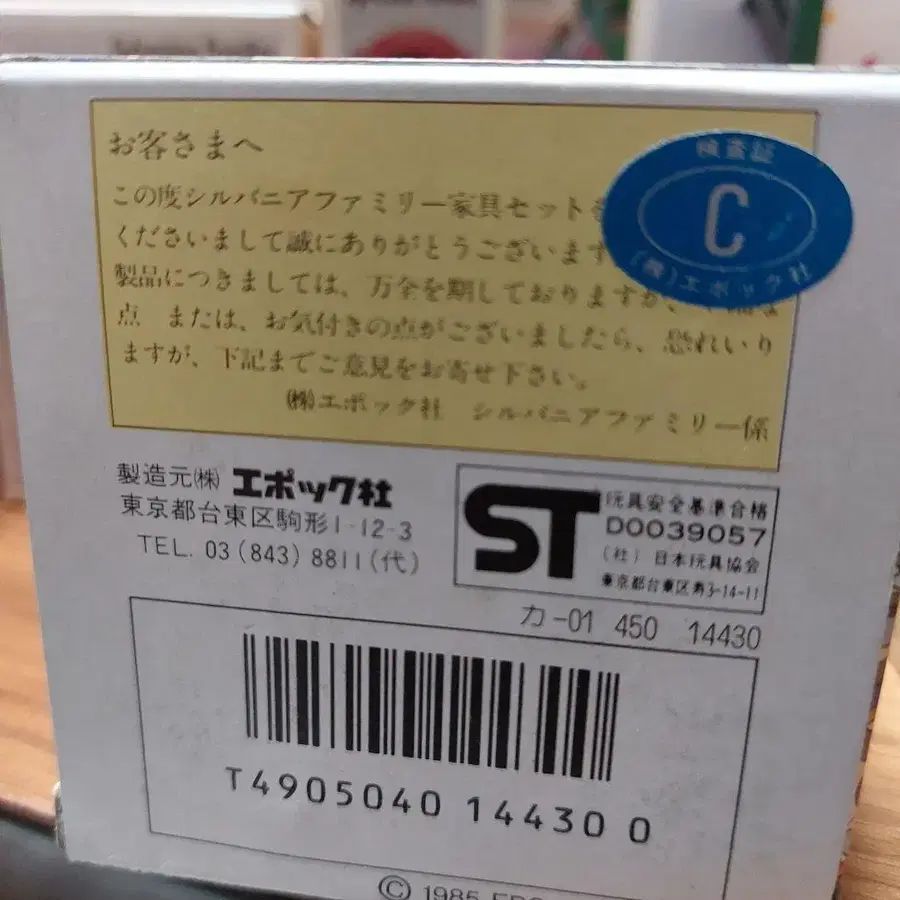 お客さまへ
この度シルバニアファミリー家具セットを
くださいまして誠にありがとうございます
製品につきましては、万全を期しておりますが、
点 または、お気付きの点がございましたら、恐れいり
ますが、下記までご意見をお寄せ下さい。
㈱エポック社 シルバニアファミリー係
検査証
C
(株)エポック社
製造元㈱ エポック社
東京都台東区駒形1-12-3
TEL. 03(843)8811(代)
ST
玩具安全基準合格
D0039057
(社)日本玩具協会
東京都台東区寿3-14-11
カ-01 450 14430
T4905040 14430 0
© 1985